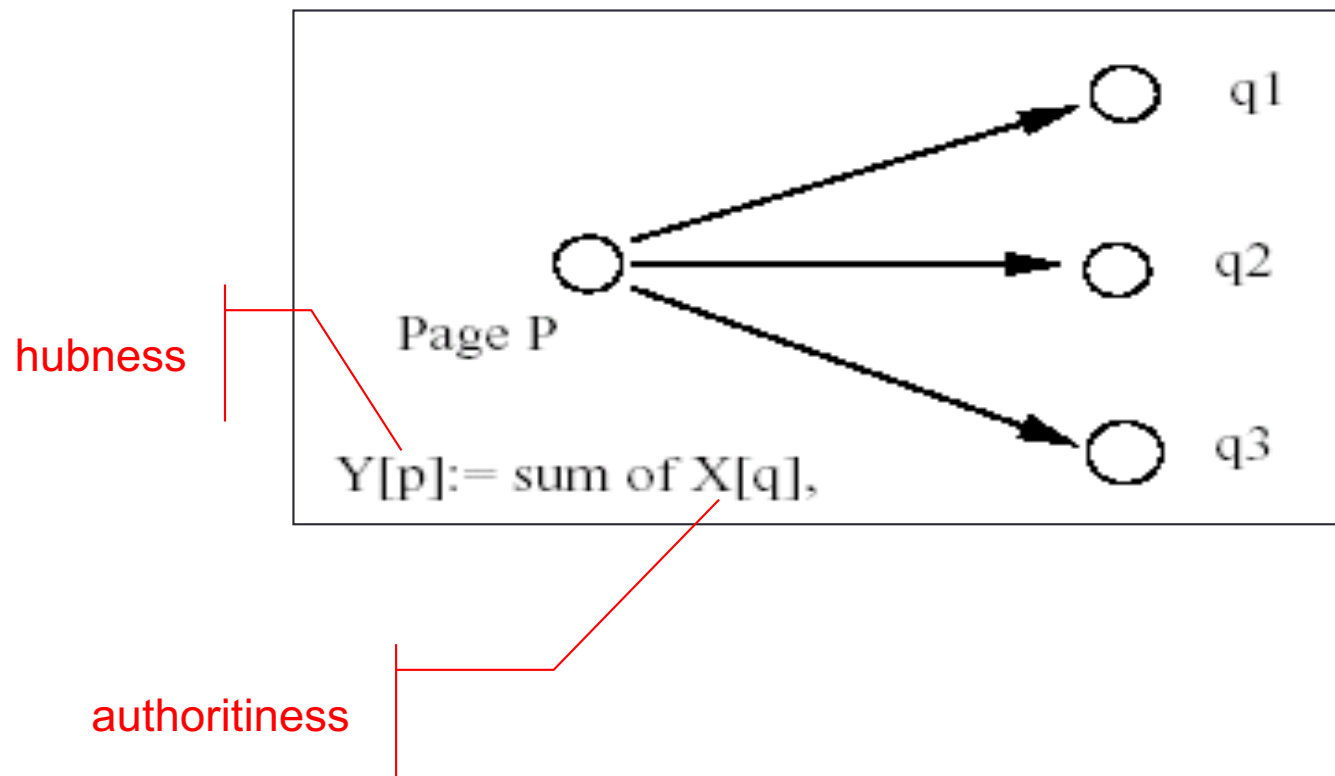 q1
q2
Page P
hubness
q3
Y[p]:= sum of X[q],
authoritiness